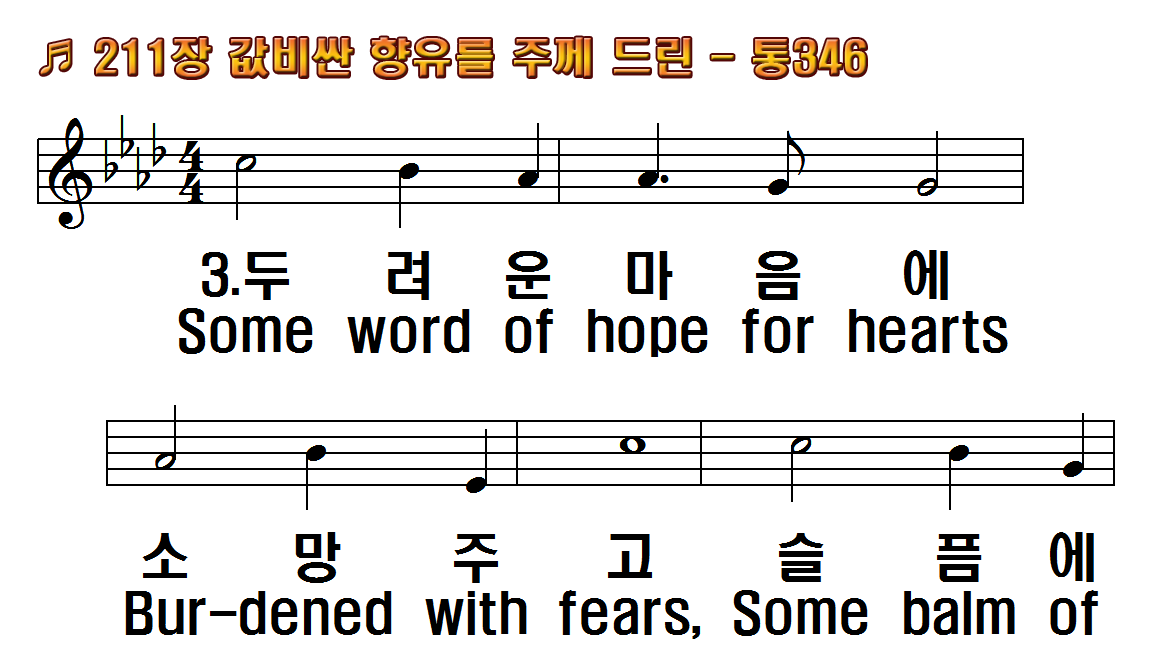 ♬ 211장 값비싼 향유를 주께 드린 - 통346
4
4
3.두 려 운 마 음 에
Some word of hope for hearts
소 망 주 고 슬 픔 에
Bur-dened with fears, Some balm of